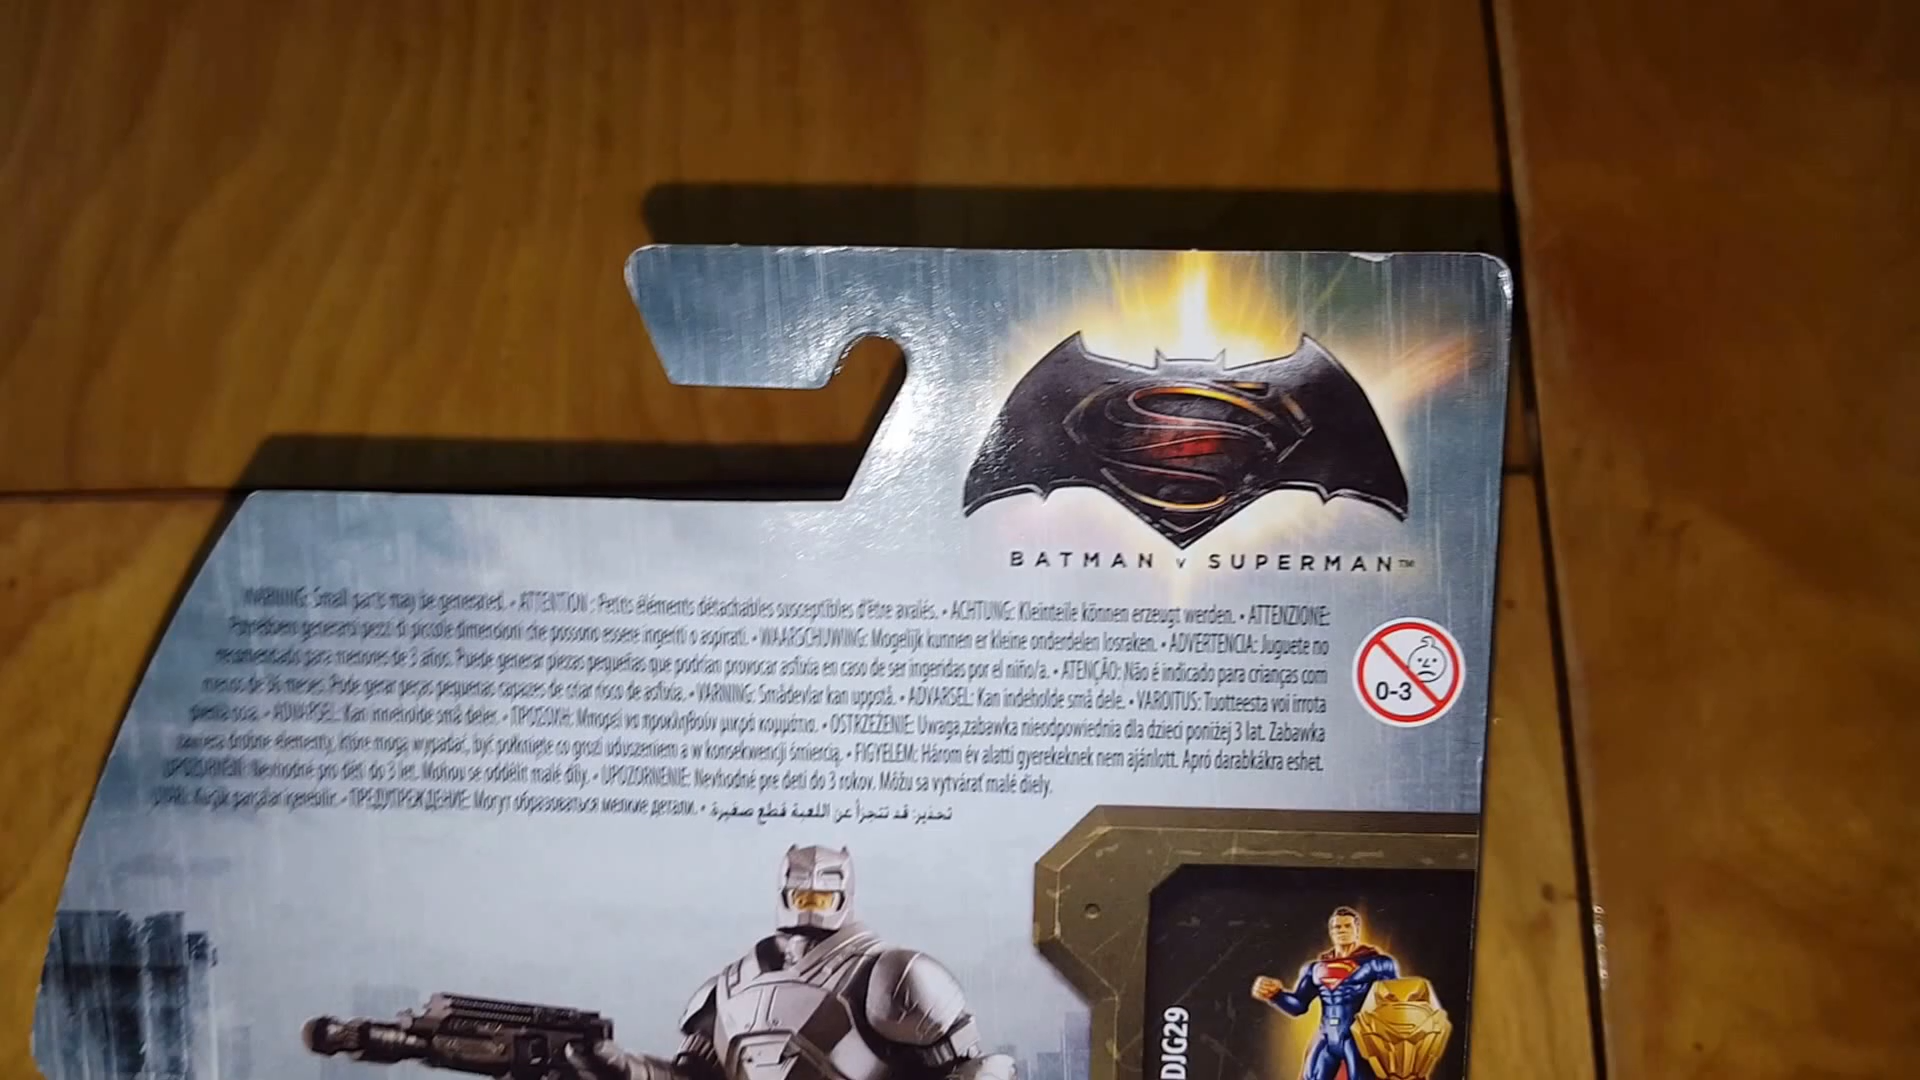 BATMAN v SUPERMAN™
WARNING: Small parts may be generated. • ATTENTION : Petits éléments détachables susceptibles d'être avalés. • ACHTUNG: Kleinteile können erzeugt werden. • ATTENZIONE:
Potrebbero generarsi pezzi di piccole dimensioni che possono essere ingeriti o aspirati. • WAARSCHUWING: Mogelijk kunnen er kleine onderdelen losraken. • ADVERTENCIA: Juguete no
recomendado para menores de 3 años. Puede generar piezas pequeñas que podrían provocar asfixia en caso de ser ingeridas por el niño/a. • ATENÇÃO: Não é indicado para crianças com
menos de 36 meses. Pode gerar peças pequenas capazes de criar risco de asfixia. • VARNING: Smådelar kan uppstå. • ADVARSEL: Kan indeholde små dele. • VAROITUS: Tuotteesta voi irrota
pieniä osia. • ADVARSEL: Kan inneholde små deler. • ΠΡΟΣΟΧΗ: Μπορεί να προκληθούν μικρά κομμάτια. • OSTRZEŻENIE: Uwaga,zabawka nieodpowiednia dla dzieci poniżej 3 lat. Zabawka
zawiera drobne elementy, które mogą wypadać, być połknięte co grozi uduszeniem a w konsekwencji śmiercią. • FIGYELEM: Három év alatti gyerekeknek nem ajánlott. Apró darabkákra eshet.
UPOZORNĚNÍ: Nevhodné pro děti do 3 let. Mohou se oddělit malé díly. • UPOZORNENIE: Nevhodné pre deti do 3 rokov. Môžu sa vytvárať malé diely.
UYARI: Küçük parçalar içerebilir. • ПРЕДУПРЕЖДЕНИЕ: Могут образоваться мелкие детали. • تحذير: قد تتجزأ عن اللعبة قطع صغيرة
0-3
DJG29